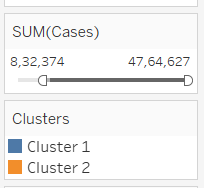 SUM(Cases)
8,32,374 47,64,627
Clusters
Cluster 1
Cluster 2